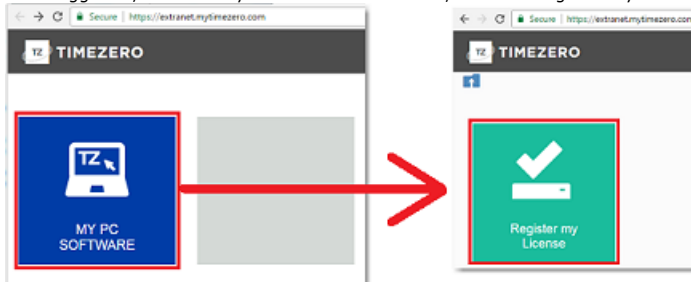 Secure | https://extranet.mytimezero.com
TZ TIMEZERO
TZ
MY PC
SOFTWARE
Secure | https://extranet.mytimezero.com
TZ TIMEZERO
Register my
License